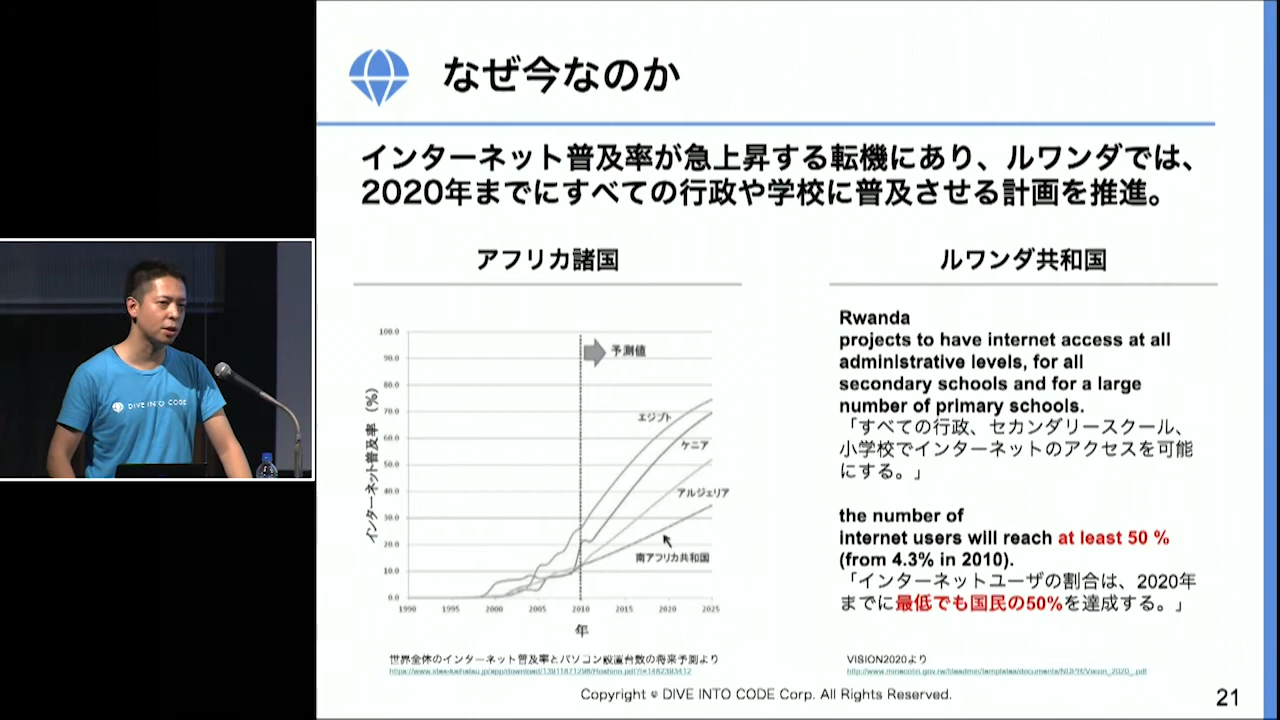 なぜ今なのか
インターネット普及率が急上昇する転機にあり、ルワンダでは、
2020年までにすべての行政や学校に普及させる計画を推進。
アフリカ諸国
インターネット普及率（%）
100.0
90.0
80.0
70.0
60.0
50.0
40.0
30.0
20.0
10.0
0.0
予測値
エジプト
ケニア
アルジェリア
南アフリカ共和国
1990 1995 2000 2005 2010 2015 2020 2025
年
世界全体のインターネット普及率とパソコン設置台数の将来予測より
ルワンダ共和国
Rwanda
projects to have internet access at all
administrative levels, for all
secondary schools and for a large
number of primary schools.
「すべての行政、セカンダリースクール、
小学校でインターネットのアクセスを可能
にする。」
the number of
internet users will reach at least 50 %
(from 4.3% in 2010).
「インターネットユーザの割合は、2020年
までに最低でも国民の50%を達成する。」
VISION2020より
Copyright © DIVE INTO CODE Corp. All Rights Reserved.
21
DIVE INTO CODE